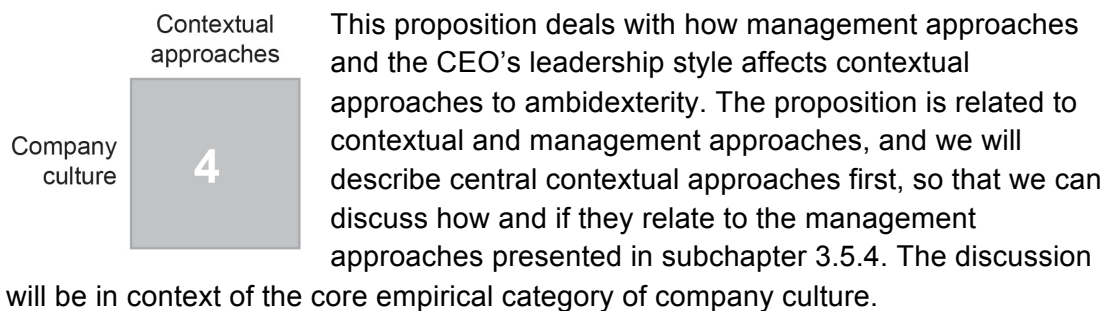 Contextual
approaches
Company
culture
4
This proposition deals with how management approaches
and the CEO’s leadership style affects contextual
approaches to ambidexterity. The proposition is related to
contextual and management approaches, and we will
describe central contextual approaches first, so that we can
discuss how and if they relate to the management
approaches presented in subchapter 3.5.4. The discussion
will be in context of the core empirical category of company culture.